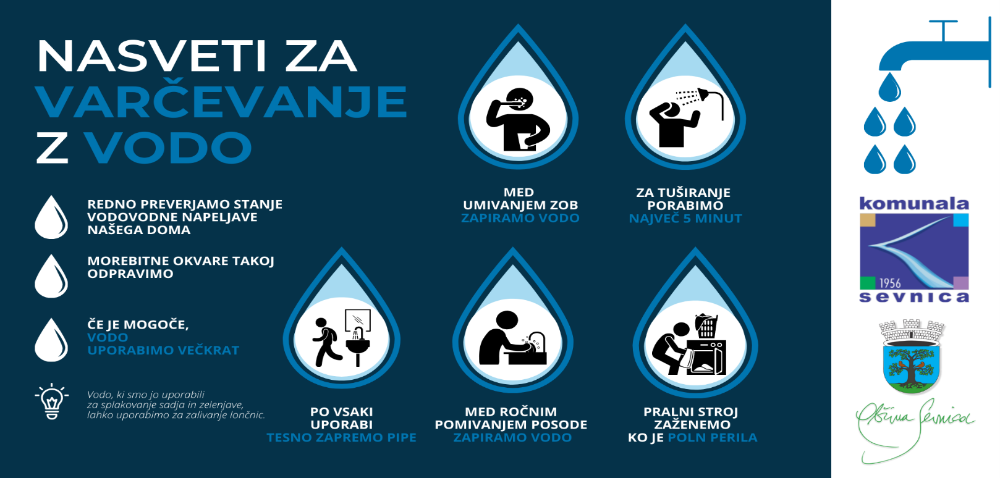 NASVETI ZA
VARČEVANJE
Z VODO
REDNO PREVERJAMO STANJE
VODOVODNE NAPELJAVE
NAŠEGA DOMA
MOREBITNE OKVARE TAKOJ
ODPRAVIMO
ČE JE MOGOČE,
VODO
UPORABIMO VEČKRAT
Vodo, ki smo jo uporabili
za splakovanje sadja in zelenjave,
lahko uporabimo za zalivanje lončnic.
MED
UMIVANJEM ZOB
ZAPIRAMO VODO
ZA TUŠIRANJE
PORABIMO
NAJVEČ 5 MINUT
PO VSAKI
UPORABI
TESNO ZAPREMO PIPE
MED ROČNIM
POMIVANJEM POSODE
ZAPIRAMO VODO
PRALNI STROJ
ZAŽENEMO
KO JE POLN PERILA
komunala
1956
sevnica
Občina Sevnica